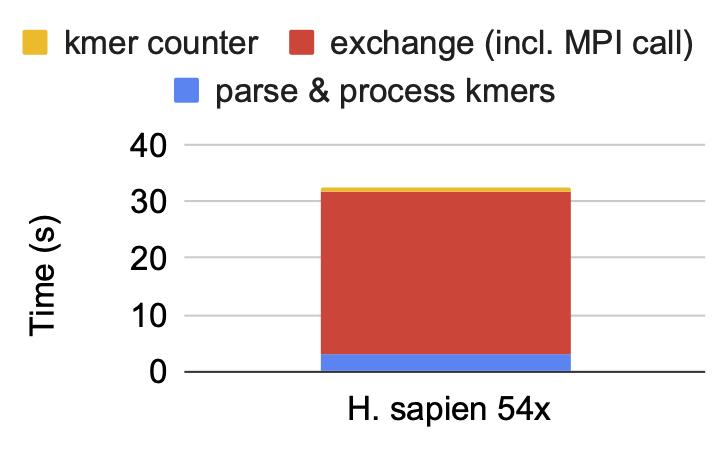 kmer counter exchange (incl. MPI call)
parse & process kmers
40
30
20
10
0
Time (s)
H. sapien 54x